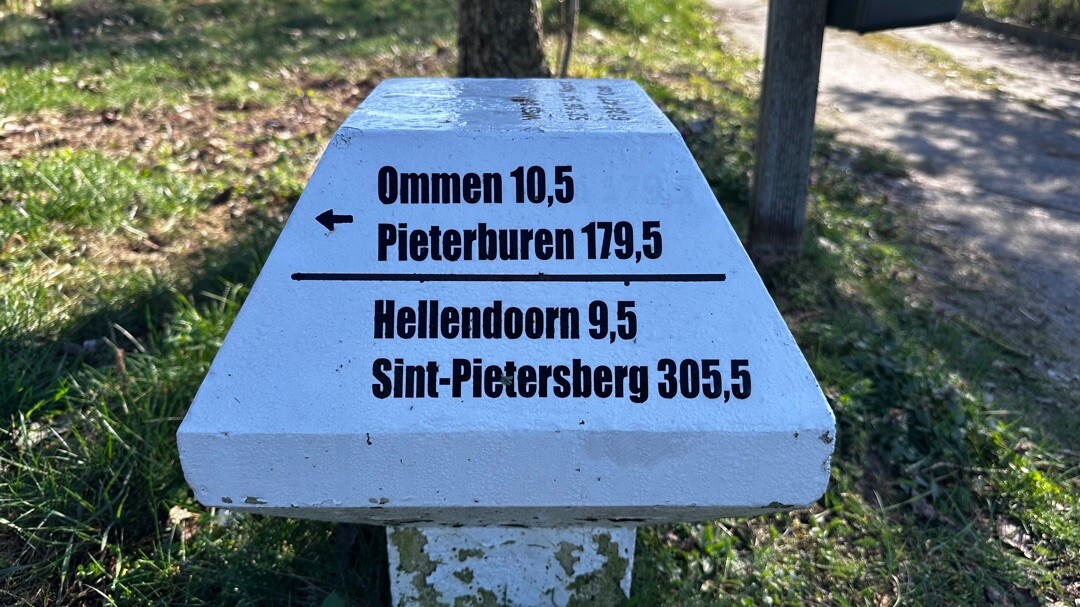 Ommen 10,5
Pieterburen 179,5
Hellendoorn 9,5
Sint-Pietersberg 305,5